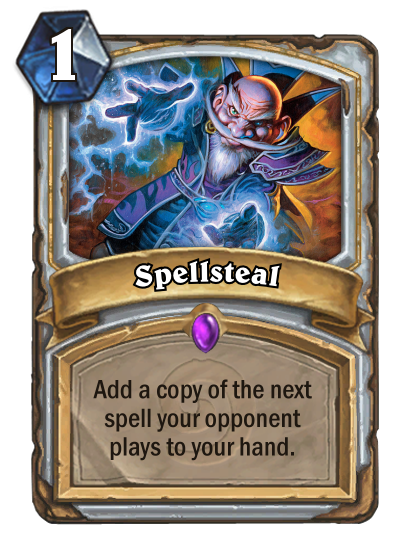 1
Spellsteal
Add a copy of the next
spell your opponent
plays to your hand.